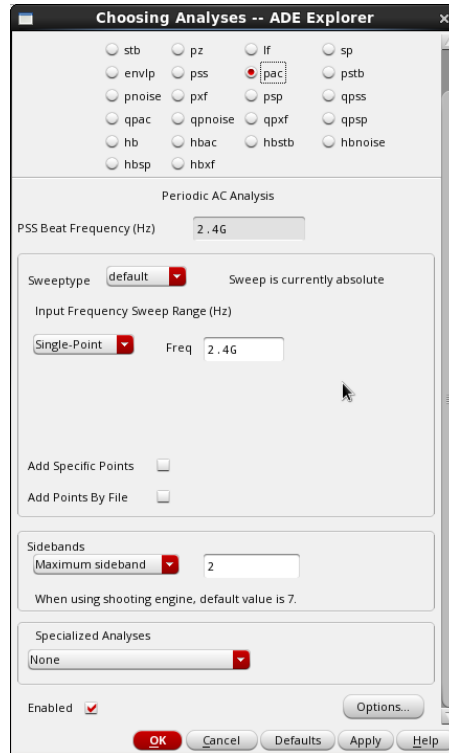 Choosing Analyses -- ADE Explorer
stb pz lf sp
envlp pss pac pstb
pnoise pxf psp qpss
qpac qpnoise qpxf qpsp
hb hbac hbstb hbnoise
hbsp hbxf
Periodic AC Analysis
PSS Beat Frequency (Hz) 2.4G
Sweeptype default Sweep is currently absolute
Input Frequency Sweep Range (Hz)
Single-Point Freq 2.4G
Add Specific Points
Add Points By File
Sidebands
Maximum sideband 2
When using shooting engine, default value is 7.
Specialized Analyses
None
Enabled Options...
OK Cancel Defaults Apply Help